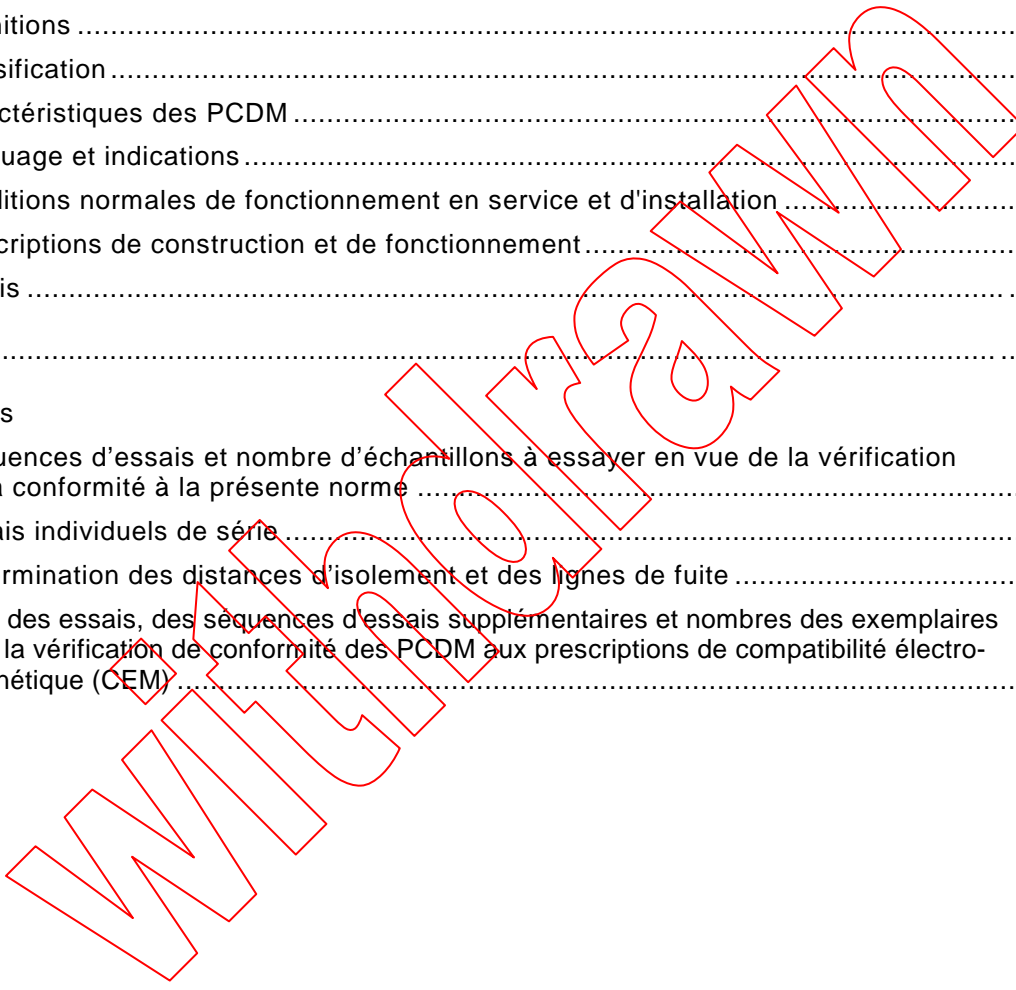 nitions ....................................................................................................................
sification ................................................................................................................
ctéristiques des PCDM .........................................................................................
uage et indications ................................................................................................
ditions normales de fonctionnement en service et d'installation ............................
criptions de construction et de fonctionnement .....................................................
is ............................................................................................................................
................................................................................................................................
s
uences d’essais et nombre d’échantillons à essayer en vue de la vérification
a conformité à la présente norme ..........................................................................
ais individuels de série ............................................................................................
ermination des distances d’isolement et des lignes de fuite ...................................
des essais, des séquences d'essais supplémentaires et nombres des exemplaires
la vérification de conformité des PCDM aux prescriptions de compatibilité électro-
nétique (CEM) .........................................................................................................
withdrawn